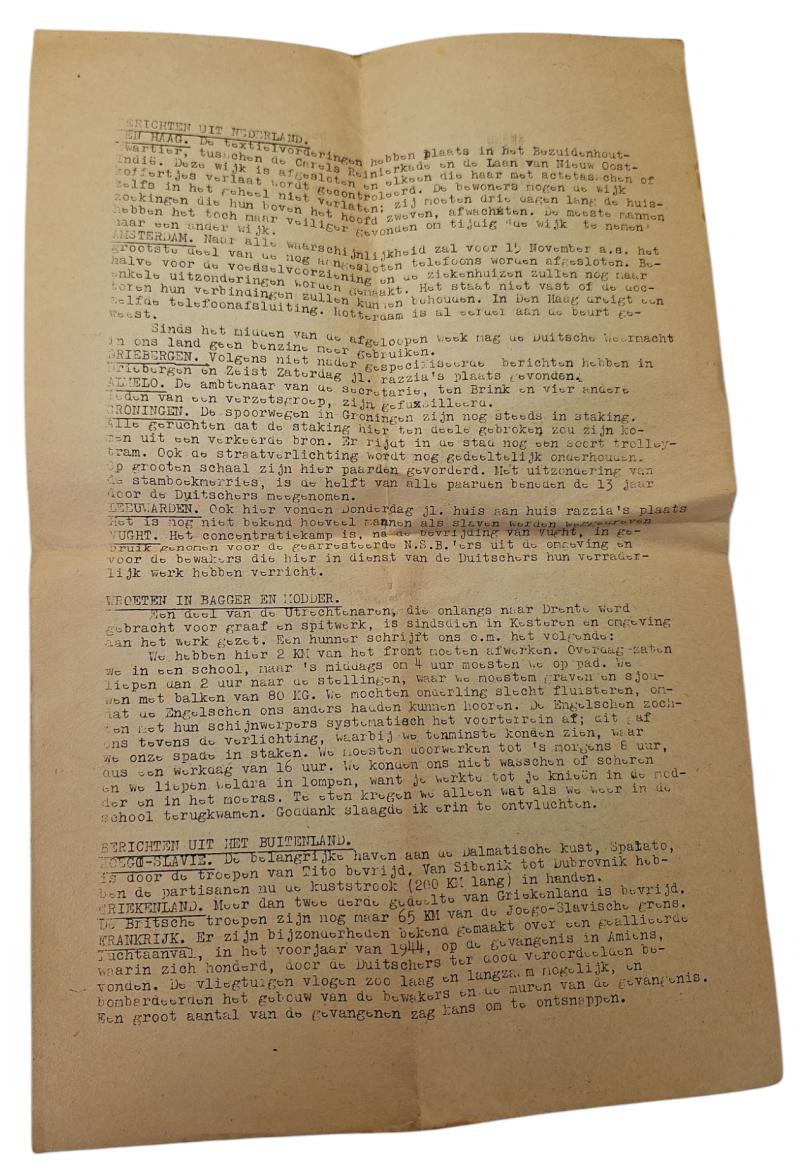 BERICHTEN UIT NEDERLAND.
DEN HAAG. De textielvorderingen hebben plaats in het Bezuidenhout-
kwartier, tusschen de Carels Reinierkade en de Laan van Nieuw Oost-
Indië. Deze wijk is afgesloten en elkeen die haar met actetasschen of
koffertjes verlaat wordt gecontroleerd. De bewoners mogen de wijk
zelfs in het geheel niet verlaten; zij moeten drie dagen lang de huis-
zoekingen die hun boven het hoofd zweven, afwachten. De meeste mannen
hebben het toch maar veiliger gevonden om tijdig "de wijk te nemen"
naar een ander wijk.
AMSTERDAM. Naar alle waarschijnlijkheid zal voor 15 November a.s. het
grootste deel van de nog aangesloten telefoons worden afgesloten. Be-
halve voor de voedselvoorziening en de ziekenhuizen zullen nog maar
enkele uitzonderingen worden gemaakt. Het staat niet vast of de doc-
toren hun verbindingen zullen kunnen behouden. In Den Haag dreigt een
zelfde telefoonafsluiting. Rotterdam is al eerder aan de beurt ge-
weest.
Sinds het midden van de afgeloopen week mag de Duitsche Weermacht
in ons land geen benzine meer gebruiken.
DRIEBERGEN. Volgens niet nader gespecifiseerde berichten hebben in
Driebergen en Zeist Zaterdag jl. razzia's plaats gevonden.
ALMELO. De ambtenaar van de secretarie, ten Brink en vier andere
leden van een verzetsgroep, zijn gefuxsilleerd.
GRONINGEN. De spoorwegen in Groningen zijn nog steeds in staking.
Alle geruchten dat de staking hier ten deele gebroken zou zijn ko-
men uit een verkeerde bron. Er rijdt in de stad nog een soort trolley-
tram. Ook de straatverlichting wordt nog gedeeltelijk onderhouden.
Op grooten schaal zijn hier paarden gevorderd. Met uitzondering van
de stamboekmerries, is de helft van alle paarden beneden de 13 jaar
door de Duitschers meegenomen.
LEEUWARDEN. Ook hier vonden Donderdag jl. huis aan huis razzia's plaats
Het is nog niet bekend hoeveel mannen als slaven werden weggedreven
VUGHT. Het concentratiekamp is, na de bevrijding van Vught, in ge-
bruik genomen voor de gearresteerde N.S.B.'ers uit de omgeving en
voor de bewakers die hier in dienst van de Duitschers hun verrader-
lijk werk hebben verricht.
WROETEN IN BAGGER EN MODDER.
Een deel van de Utrechtenaren, die onlangs naar Drente werd
gebracht voor graaf en spitwerk, is sindsdien in Kesteren en omgeving
aan het werk gezet. Een hunner schrijft ons o.m. het volgende:
We hebben hier 2 KM van het front moeten afwerken. Overdag zaten
we in een school, maar 's middags om 4 uur moesten we op pad. We
liepen dan 2 uur naar de stellingen, waar we moestem graven en sjou-
wen met balken van 80 KG. We mochten onderling slecht fluisteren, om-
dat de Engelschen ons anders hadden kunnen hooren. De Engelschen zoch-
ten met hun schijnwerpers systematisch het voorterrein af; dit gaf
ons tevens de verlichting, waarbij we tenminste konden zien, waar
we onze spade in staken. We moesten doorwerken tot 's morgens 8 uur,
dus een werkdag van 16 uur. We konden ons niet wasschen of scheren
en we liepen weldra in lompen, want je werkte tot je knieën in de mod-
der en in het moeras. Te eten kregen we alleen wat als we weer in de
school terugkwamen. Goddank slaagde ik erin te ontvluchten.
BERICHTEN UIT HET BUITENLAND.
JOEGO-SLAVIE. De belangrijke haven aan de Dalmatische kust, Spalato,
is door de troepen van Tito bevrijd. Van Sibenik tot Dubrovnik heb-
ben de partisanen nu de kuststrook (200 KM lang) in handen.
GRIEKENLAND. Meer dan twee derde gedeelte van Griekenland is bevrijd.
De Britsche troepen zijn nog maar 65 KM van de Joego-Slavische grens.
FRANKRIJK. Er zijn bijzonderheden bekend gemaakt over een geallieerde
luchtaanval, in het voorjaar van 1944, op de gevangenis in Amiens,
waarin zich honderd, door de Duitschers ter dood veroordeelden be-
vonden. De vliegtuigen vlogen zoo laag en langzaam mogelijk, en
bombardeerden het gebouw van de bewakers en de muren van de gevangenis.
Een groot aantal van de gevangenen zag kans om te ontsnappen.